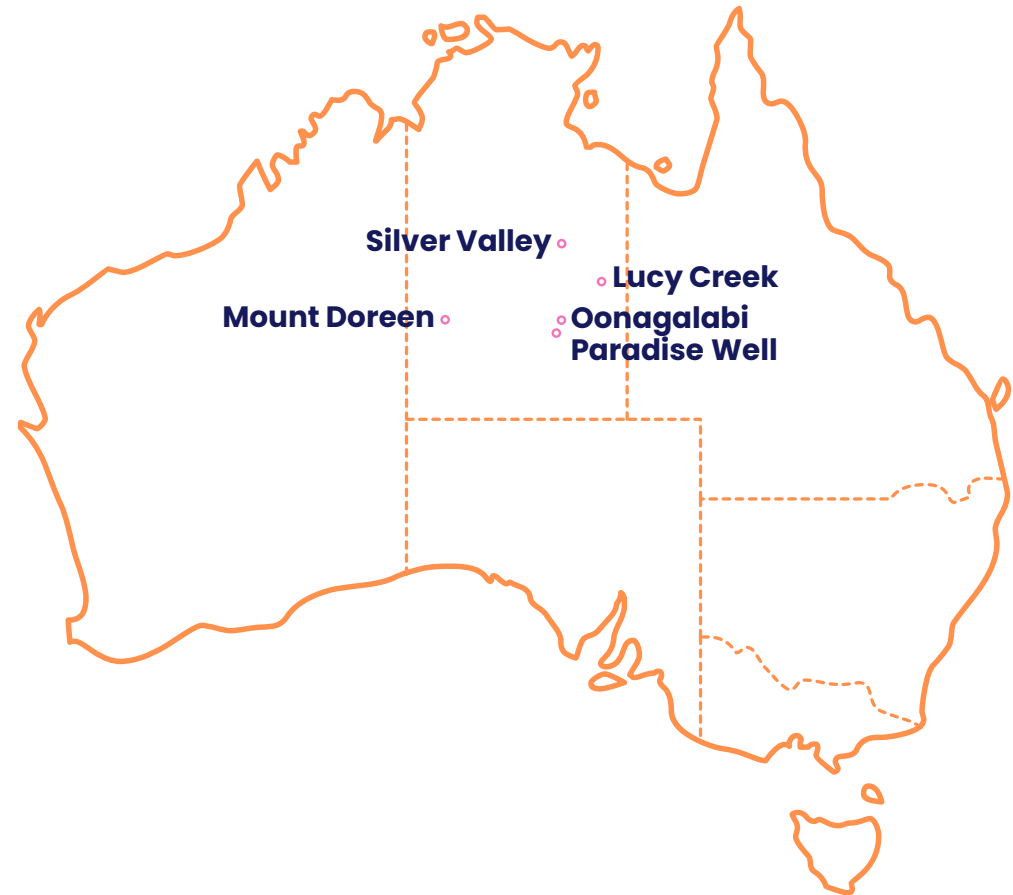 Silver Valley
Lucy Creek
Mount Doreen
Oonagalabi
Paradise Well